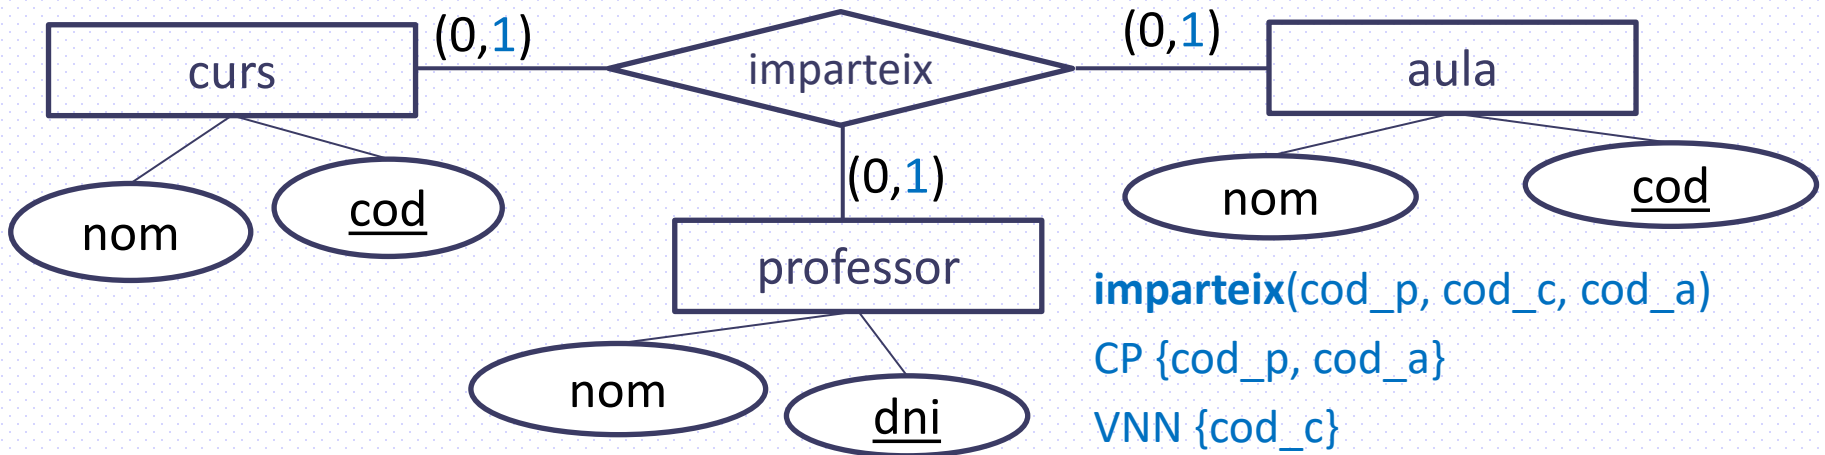 (0,1)
(0,1)
curs
imparteix
aula
nom
cod
(0,1)
nom
cod
professor
nom
dni
imparteix(cod_p, cod_c, cod_a)
CP {cod_p, cod_a}
VNN {cod_c}